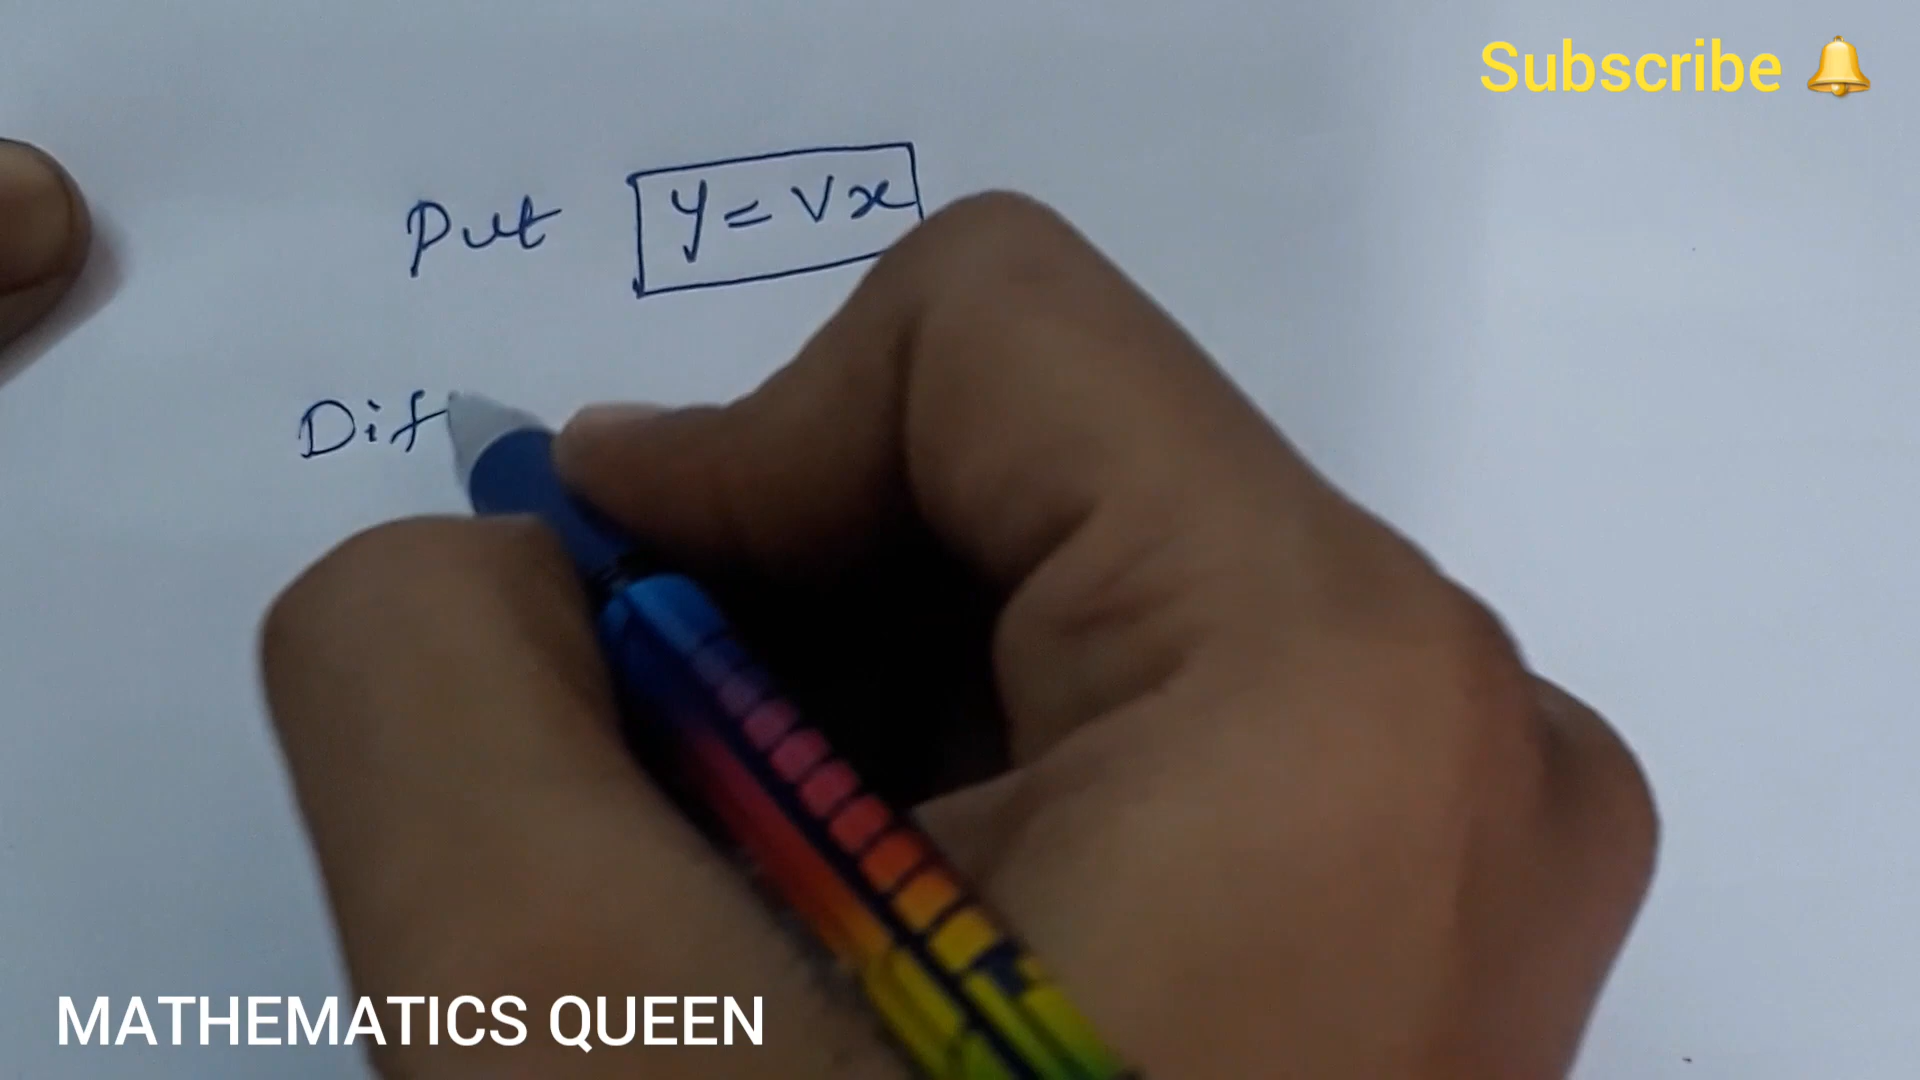 Subscribe 🔔
Put y = vx
Dif
MATHEMATICS QUEEN